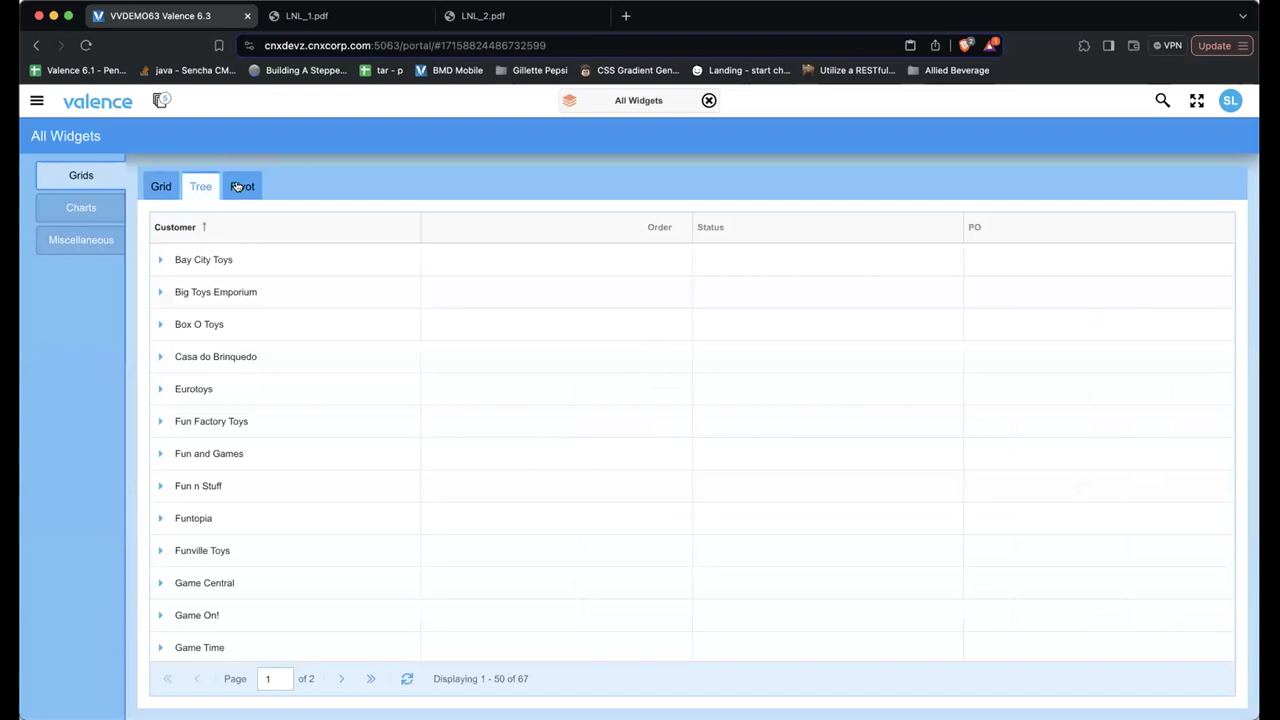 VVDEMO63 Valence 6.3
LNL_1.pdf
LNL_2.pdf
cnxdevz.cnxcorp.com:5063/portal/#17158824486732599
VPN
Update
Valence 6.1 - Pen...
java - Sencha CM...
Building A Steppe...
tar - p
BMD Mobile
Gillette Pepsi
CSS Gradient Gen...
Landing - start ch...
Utilize a RESTful...
Allied Beverage
valence
All Widgets
SL
All Widgets
Grids
Charts
Miscellaneous
Grid
Tree
Customer ↑
Order
Status
PO
Bay City Toys
Big Toys Emporium
Box O Toys
Casa do Brinquedo
Eurotoys
Fun Factory Toys
Fun and Games
Fun n Stuff
Funtopia
Funville Toys
Game Central
Game On!
Game Time
Page 1 of 2
Displaying 1 - 50 of 67